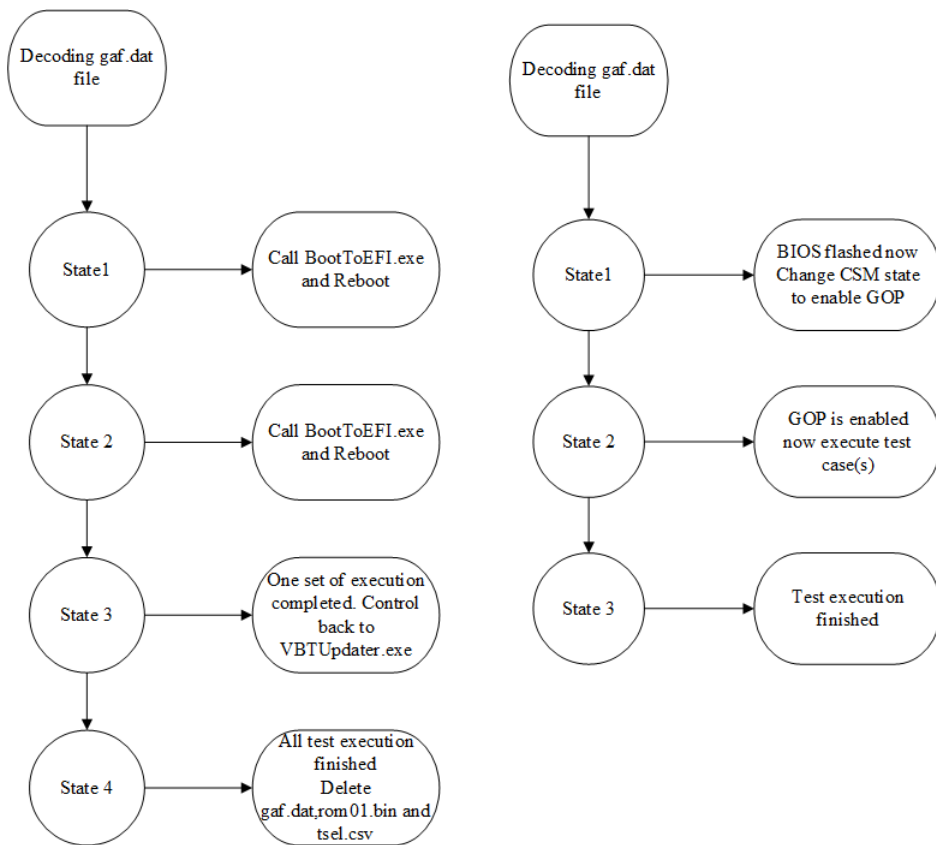 Decoding gaf.dat
file
State1
Call BootToEFI.exe
and Reboot
State 2
Call BootToEFI.exe
and Reboot
State 3
One set of execution
completed. Control
back to
VBTUpdater.exe
State 4
All test execution
finished
Delete
gaf.dat,rom01.bin and
tsel.csv
Decoding gaf.dat
file
State1
BIOS flashed now
Change CSM state
to enable GOP
State 2
GOP is enabled
now execute test
case(s)
State 3
Test execution
finished